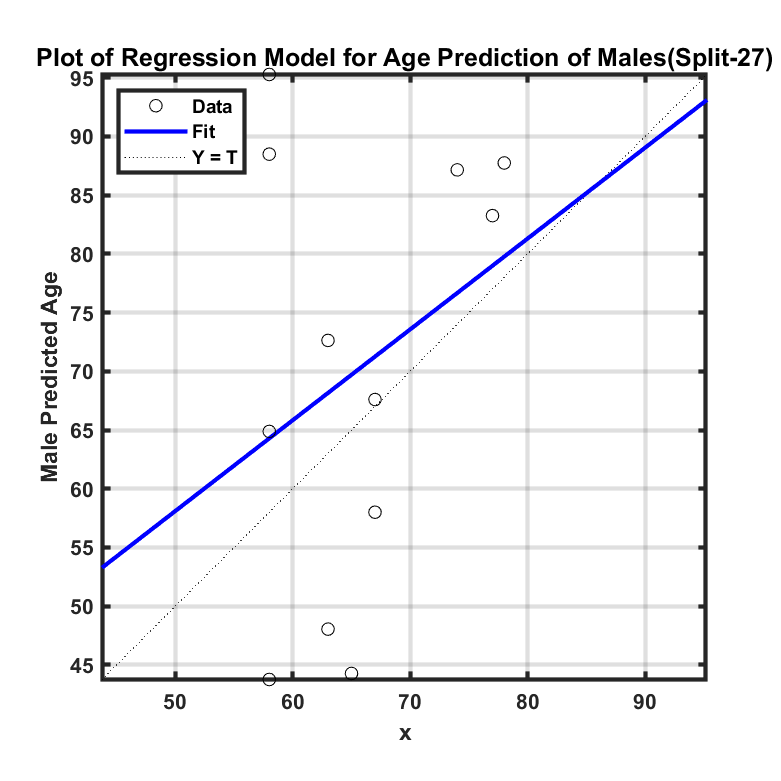 Plot of Regression Model for Age Prediction of Males(Split-27)
Data
Fit
Y = T
95
90
85
80
75
70
65
60
55
50
45
Male Predicted Age
50 60 70 80 90
x